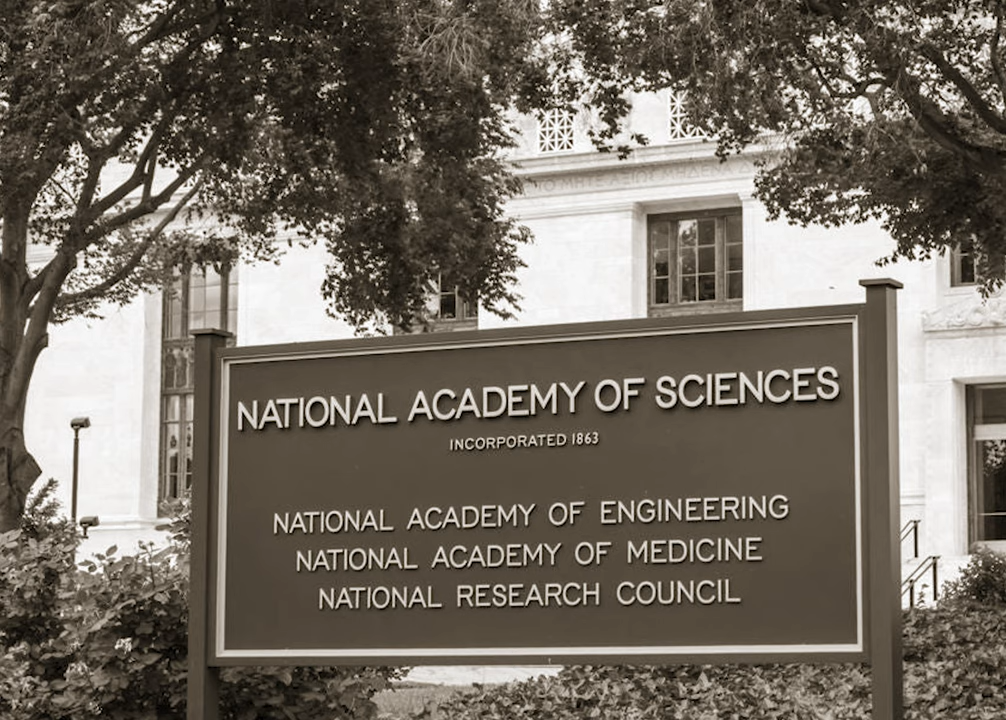 NATIONAL ACADEMY OF SCIENCES
INCORPORATED 1863
NATIONAL ACADEMY OF ENGINEERING
NATIONAL ACADEMY OF MEDICINE
NATIONAL RESEARCH COUNCIL